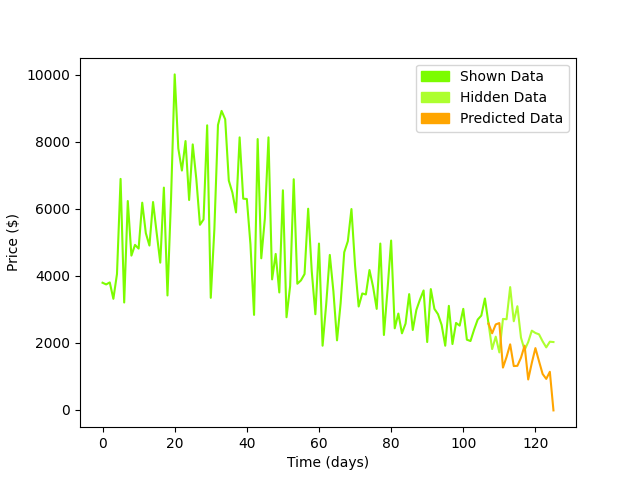 10000
8000
6000
4000
2000
0
Price ($)
0 20 40 60 80 100 120
Time (days)
Shown Data
Hidden Data
Predicted Data